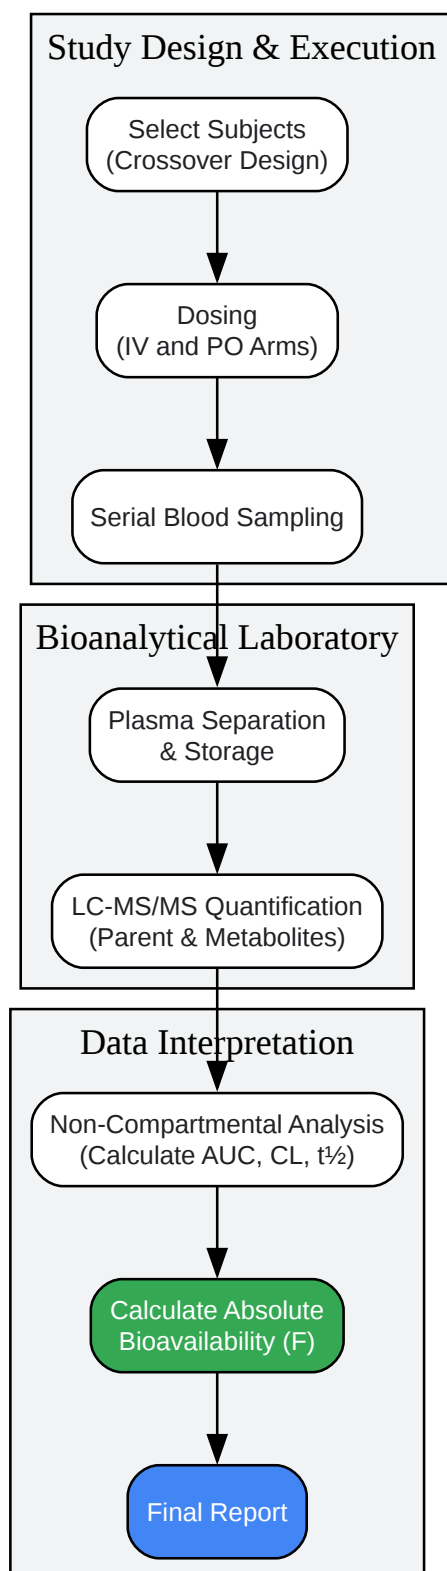 Study Design & Execution
Select Subjects
(Crossover Design)
Dosing
(IV and PO Arms)
Serial Blood Sampling
Bioanalytical Laboratory
Plasma Separation
& Storage
LC-MS/MS Quantification
(Parent & Metabolites)
Data Interpretation
Non-Compartmental Analysis
(Calculate AUC, CL, t½)
Calculate Absolute
Bioavailability (F)
Final Report